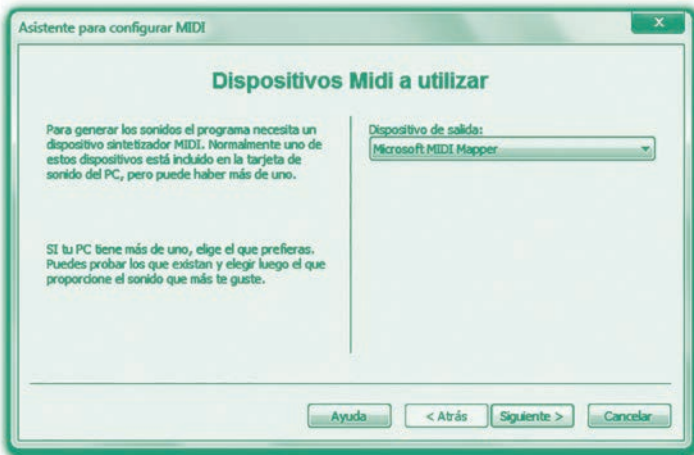 Asistente para configurar MIDI
X
Dispositivos Midi a utilizar
Para generar los sonidos el programa necesita un
dispositivo sintetizador MIDI. Normalmente uno de
estos dispositivos está incluido en la tarjeta de
sonido del PC, pero puede haber más de uno.
SI tu PC tiene más de uno, elige el que prefieras.
Puedes probar los que existan y elegir luego el que
proporcione el sonido que más te guste.
Dispositivo de salida:
Microsoft MIDI Mapper
Ayuda < Atrás Siguiente > Cancelar